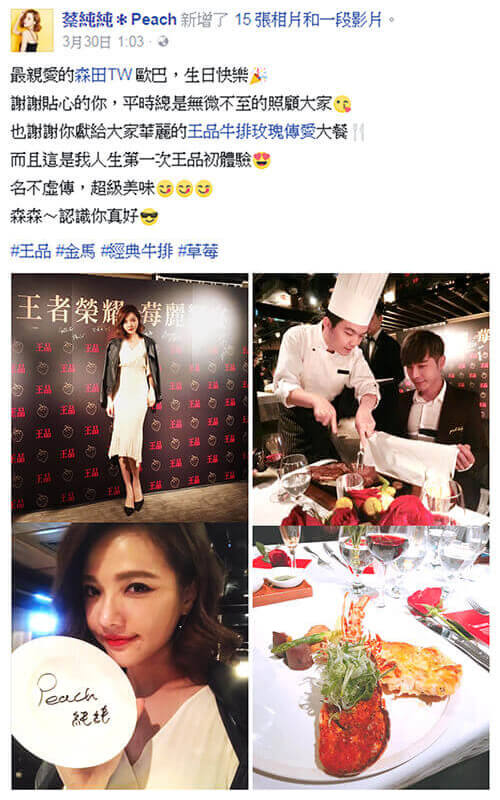 蔡純純＊Peach 新增了 15 張相片和一段影片。
3月30日 1:03 ·
最親愛的森田TW 歐巴，生日快樂🎉
謝謝貼心的你，平時總是無微不至的照顧大家😘
也謝謝你獻給大家華麗的王品牛排玫瑰傳愛大餐🍴
而且這是我人生第一次王品初體驗😍
名不虛傳，超級美味😋😋😋
森森～認識你真好😎
#王品 #金馬 #經典牛排 #草莓
王者榮耀 莓麗
王品
Peach
純純